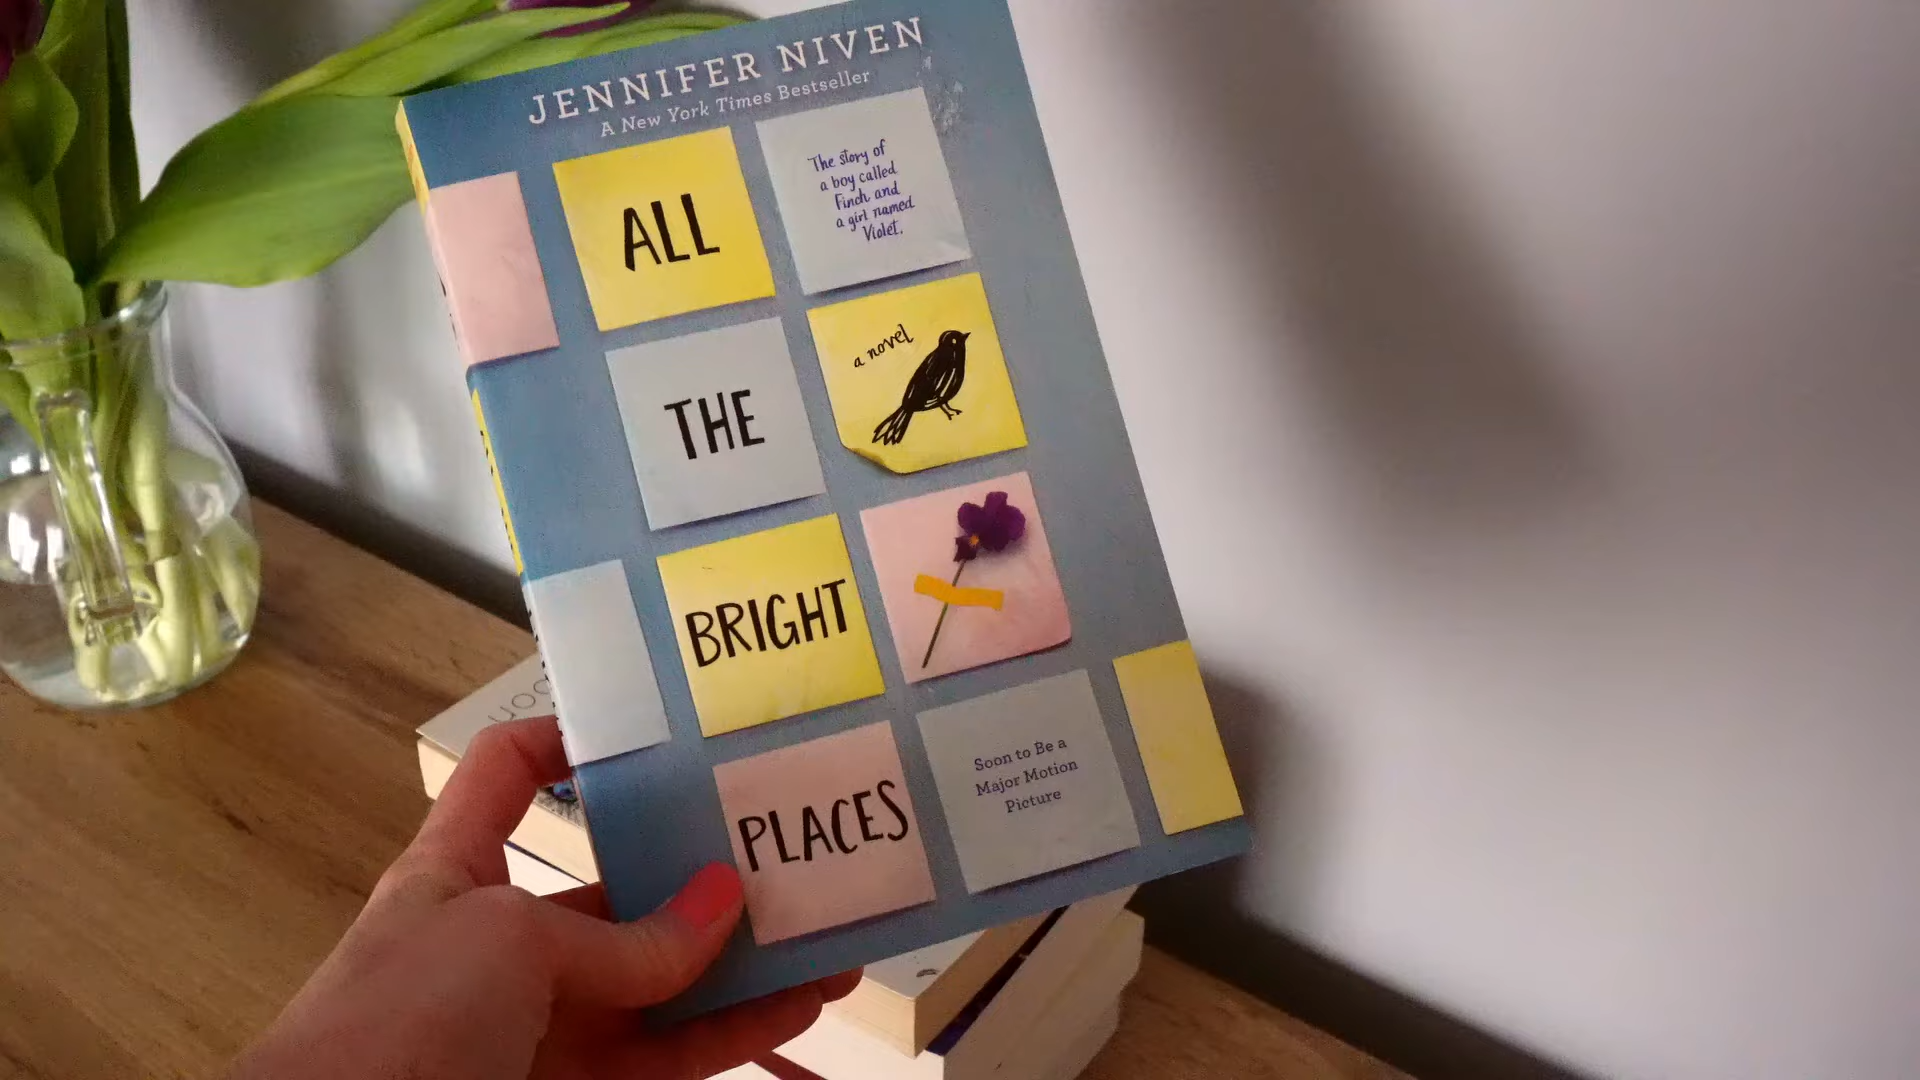 JENNIFER NIVEN
A New York Times Bestseller
ALL
The story of
a boy called
Finch and
a girl named
Violet.
THE
a novel
BRIGHT
PLACES
Soon to Be a
Major Motion
Picture